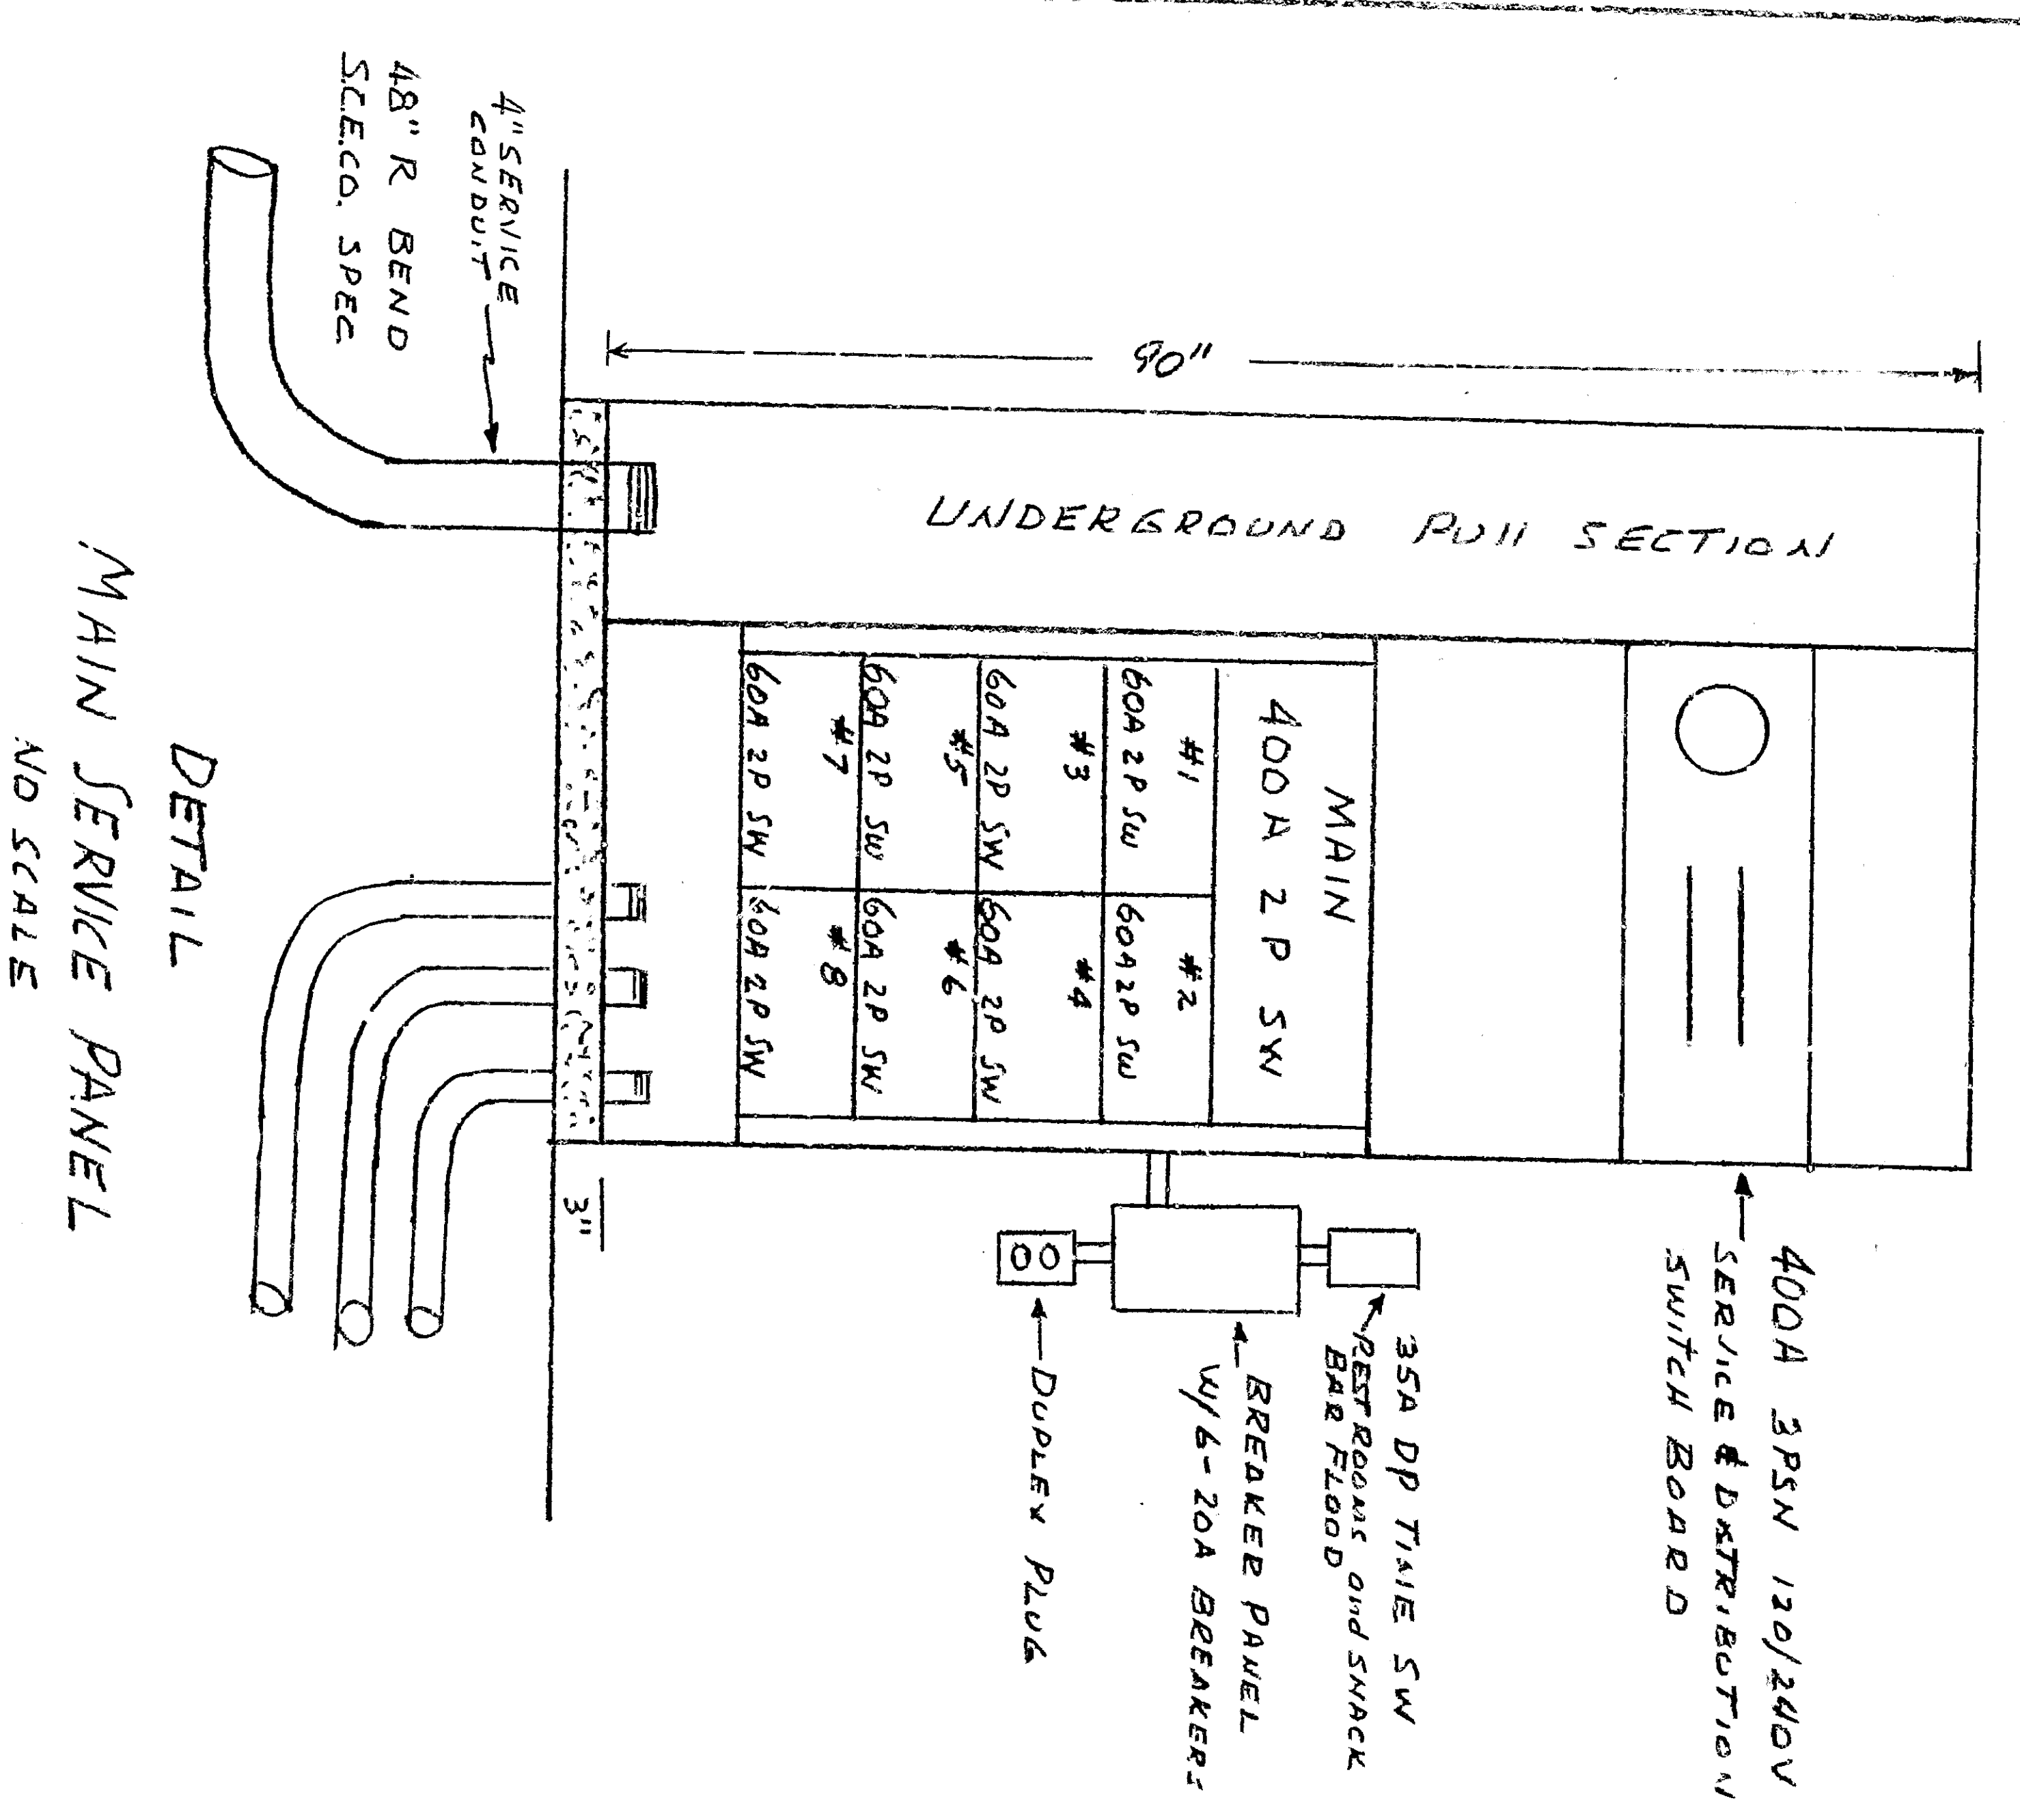 4" SERVICE
CONDUIT
48" R BEND
S.C.E.CO. SPEC
90"
UNDERGROUND PUll SECTION
400A 3PSN 120/240V
SERVICE & DISTRIBUTION
SWITCH BOARD
MAIN
400A 2P SW
#1
60A 2P SW
#2
60A 2P SW
#3
60A 2P SW
#4
60A 2P SW
#5
60A 2P SW
#6
60A 2P SW
#7
60A 2P SW
#8
60A 2P SW
35A DP TIME SW
RESTROOMS and SNACK
BAR FLOOD
BREAKER PANEL
W/6-20A BREAKERS
DUPLEX PLUG
3"
DETAIL
MAIN SERVICE PANEL
NO SCALE